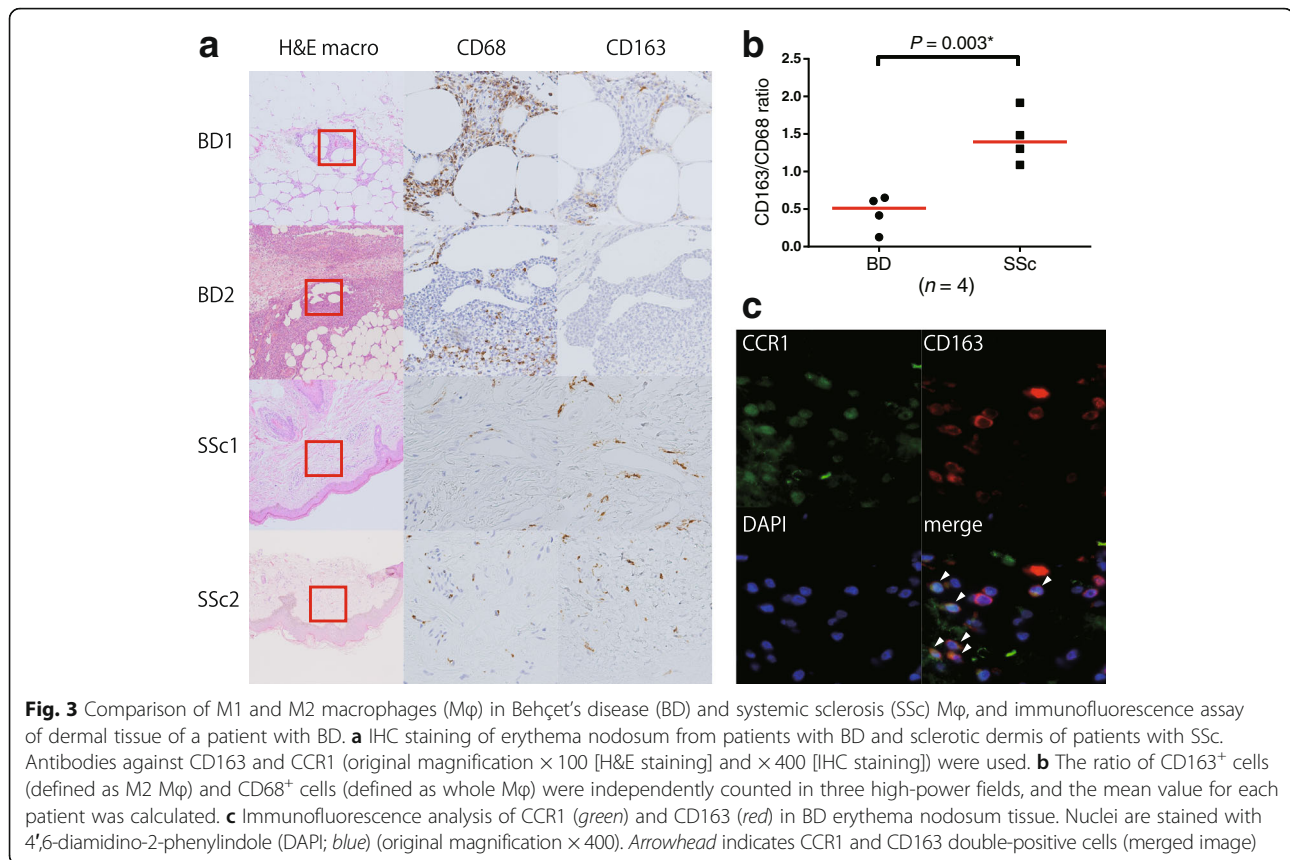 a
H&E macro CD68 CD163
BD1
BD2
SSc1
SSc2
b
P = 0.003*
CD163/CD68 ratio
2.5
2.0
1.5
1.0
0.5
0.0
BD SSc
(n = 4)
c
CCR1 CD163
DAPI merge
Fig. 3 Comparison of M1 and M2 macrophages (Mφ) in Behçet's disease (BD) and systemic sclerosis (SSc) Mφ, and immunofluorescence assay
of dermal tissue of a patient with BD. a IHC staining of erythema nodosum from patients with BD and sclerotic dermis of patients with SSc.
Antibodies against CD163 and CCR1 (original magnification × 100 [H&E staining] and × 400 [IHC staining]) were used. b The ratio of CD163⁺ cells
(defined as M2 Mφ) and CD68⁺ cells (defined as whole Mφ) were independently counted in three high-power fields, and the mean value for each
patient was calculated. c Immunofluorescence analysis of CCR1 (green) and CD163 (red) in BD erythema nodosum tissue. Nuclei are stained with
4′,6-diamidino-2-phenylindole (DAPI; blue) (original magnification × 400). Arrowhead indicates CCR1 and CD163 double-positive cells (merged image)